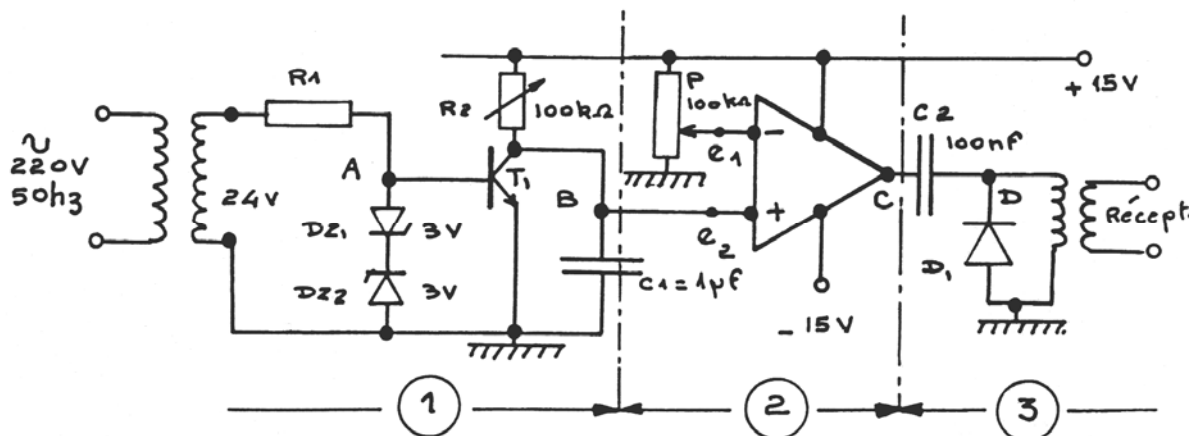 + 15V
R1
R2
100kΩ
P
100kΩ
C2
100nF
~
220V
50hz
24V
A
T1
B
e1
-
C
D
Récept
DZ1
3V
e2
+
D1
DZ2
3V
C1 = 1µF
- 15V
1
2
3